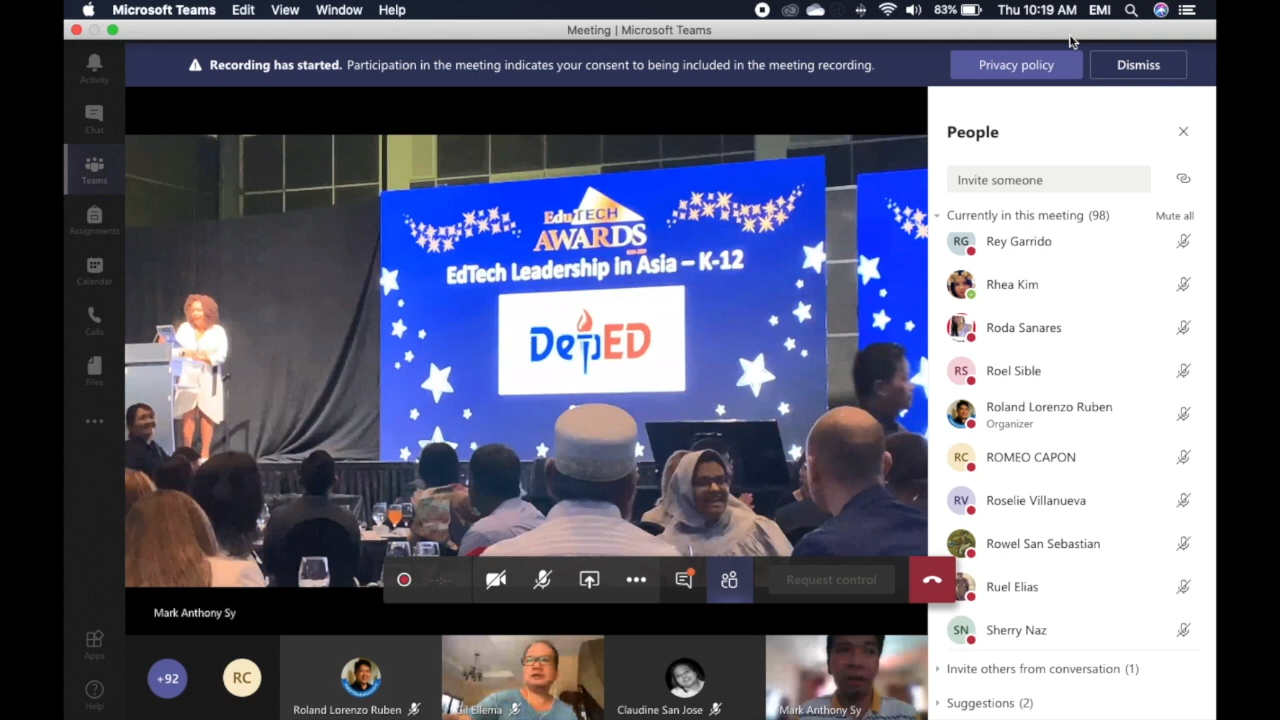 Microsoft Teams Edit View Window Help 83% Thu 10:19 AM EMI
Meeting | Microsoft Teams
Recording has started. Participation in the meeting indicates your consent to being included in the meeting recording. Privacy policy Dismiss
Activity
Chat
Teams
Assignments
Calendar
Calls
Files
Apps
Help
EduTECH
AWARDS
EdTech Leadership in Asia – K-12
DepED
Request control
Mark Anthony Sy
+92
RC
Roland Lorenzo Ruben
Gil Ellema
Claudine San Jose
Mark Anthony Sy
People
Invite someone
Currently in this meeting (98) Mute all
RG Rey Garrido
Rhea Kim
Roda Sanares
RS Roel Sible
Roland Lorenzo Ruben
Organizer
RC ROMEO CAPON
RV Roselie Villanueva
Rowel San Sebastian
Ruel Elias
SN Sherry Naz
Invite others from conversation (1)
Suggestions (2)